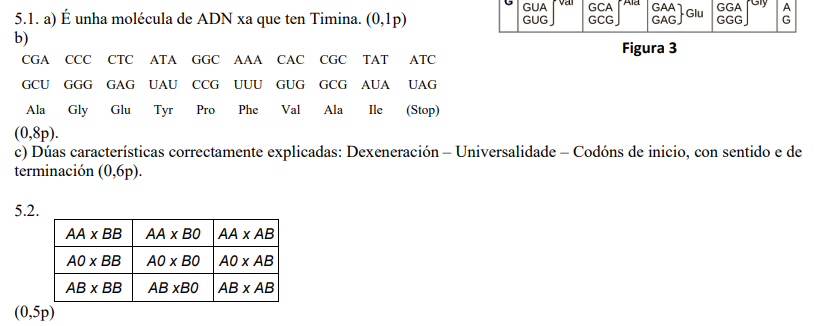 G GUA GUG Val GCA GCG Ala GAA GAG Glu GGA GGG Gly A G
Figura 3
5.1. a) É unha molécula de ADN xa que ten Timina. (0,1p)
b)
CGA CCC CTC ATA GGC AAA CAC CGC TAT ATC
GCU GGG GAG UAU CCG UUU GUG GCG AUA UAG
Ala Gly Glu Tyr Pro Phe Val Ala Ile (Stop)
(0,8p).
c) Dúas características correctamente explicadas: Dexeneración – Universalidade – Codóns de inicio, con sentido e de
terminación (0,6p).
5.2.
AA x BB AA x B0 AA x AB
A0 x BB A0 x B0 A0 x AB
AB x BB AB xB0 AB x AB
(0,5p)